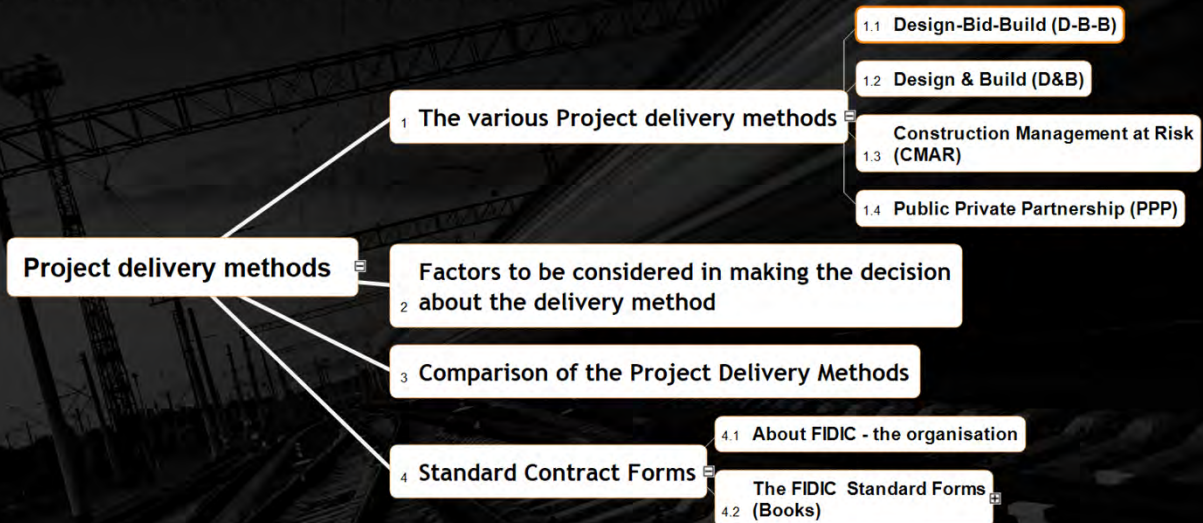 Project delivery methods
1 The various Project delivery methods
1.1 Design-Bid-Build (D-B-B)
1.2 Design & Build (D&B)
1.3 Construction Management at Risk
(CMAR)
1.4 Public Private Partnership (PPP)
2 Factors to be considered in making the decision
about the delivery method
3 Comparison of the Project Delivery Methods
4 Standard Contract Forms
4.1 About FIDIC - the organisation
4.2 The FIDIC Standard Forms
(Books)